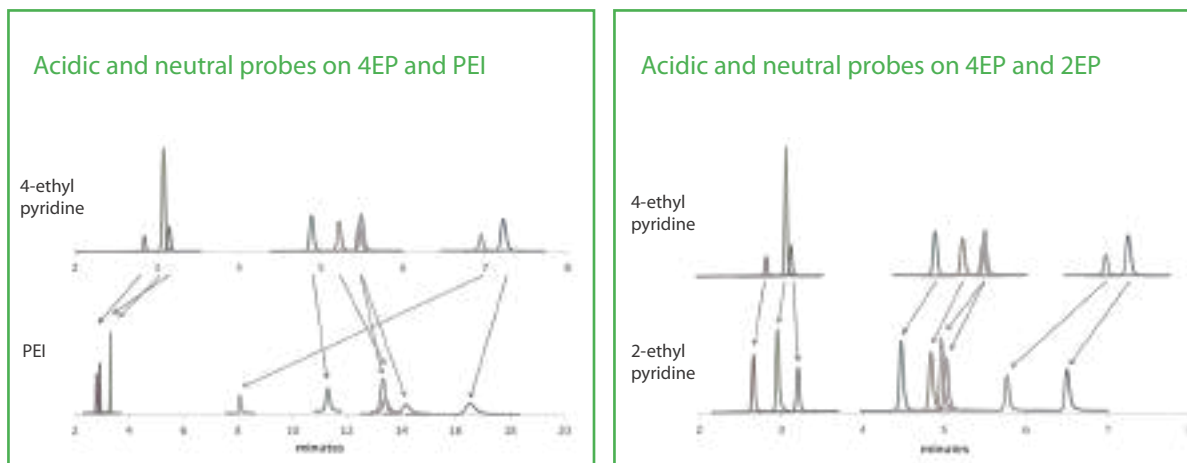 Acidic and neutral probes on 4EP and PEI
4-ethyl
pyridine
2 3 4 5 6 7 8
PEI
2 4 6 8 10 12 14 16 18 20
minutes
Acidic and neutral probes on 4EP and 2EP
4-ethyl
pyridine
2-ethyl
pyridine
2 3 4 5 6 7
minutes